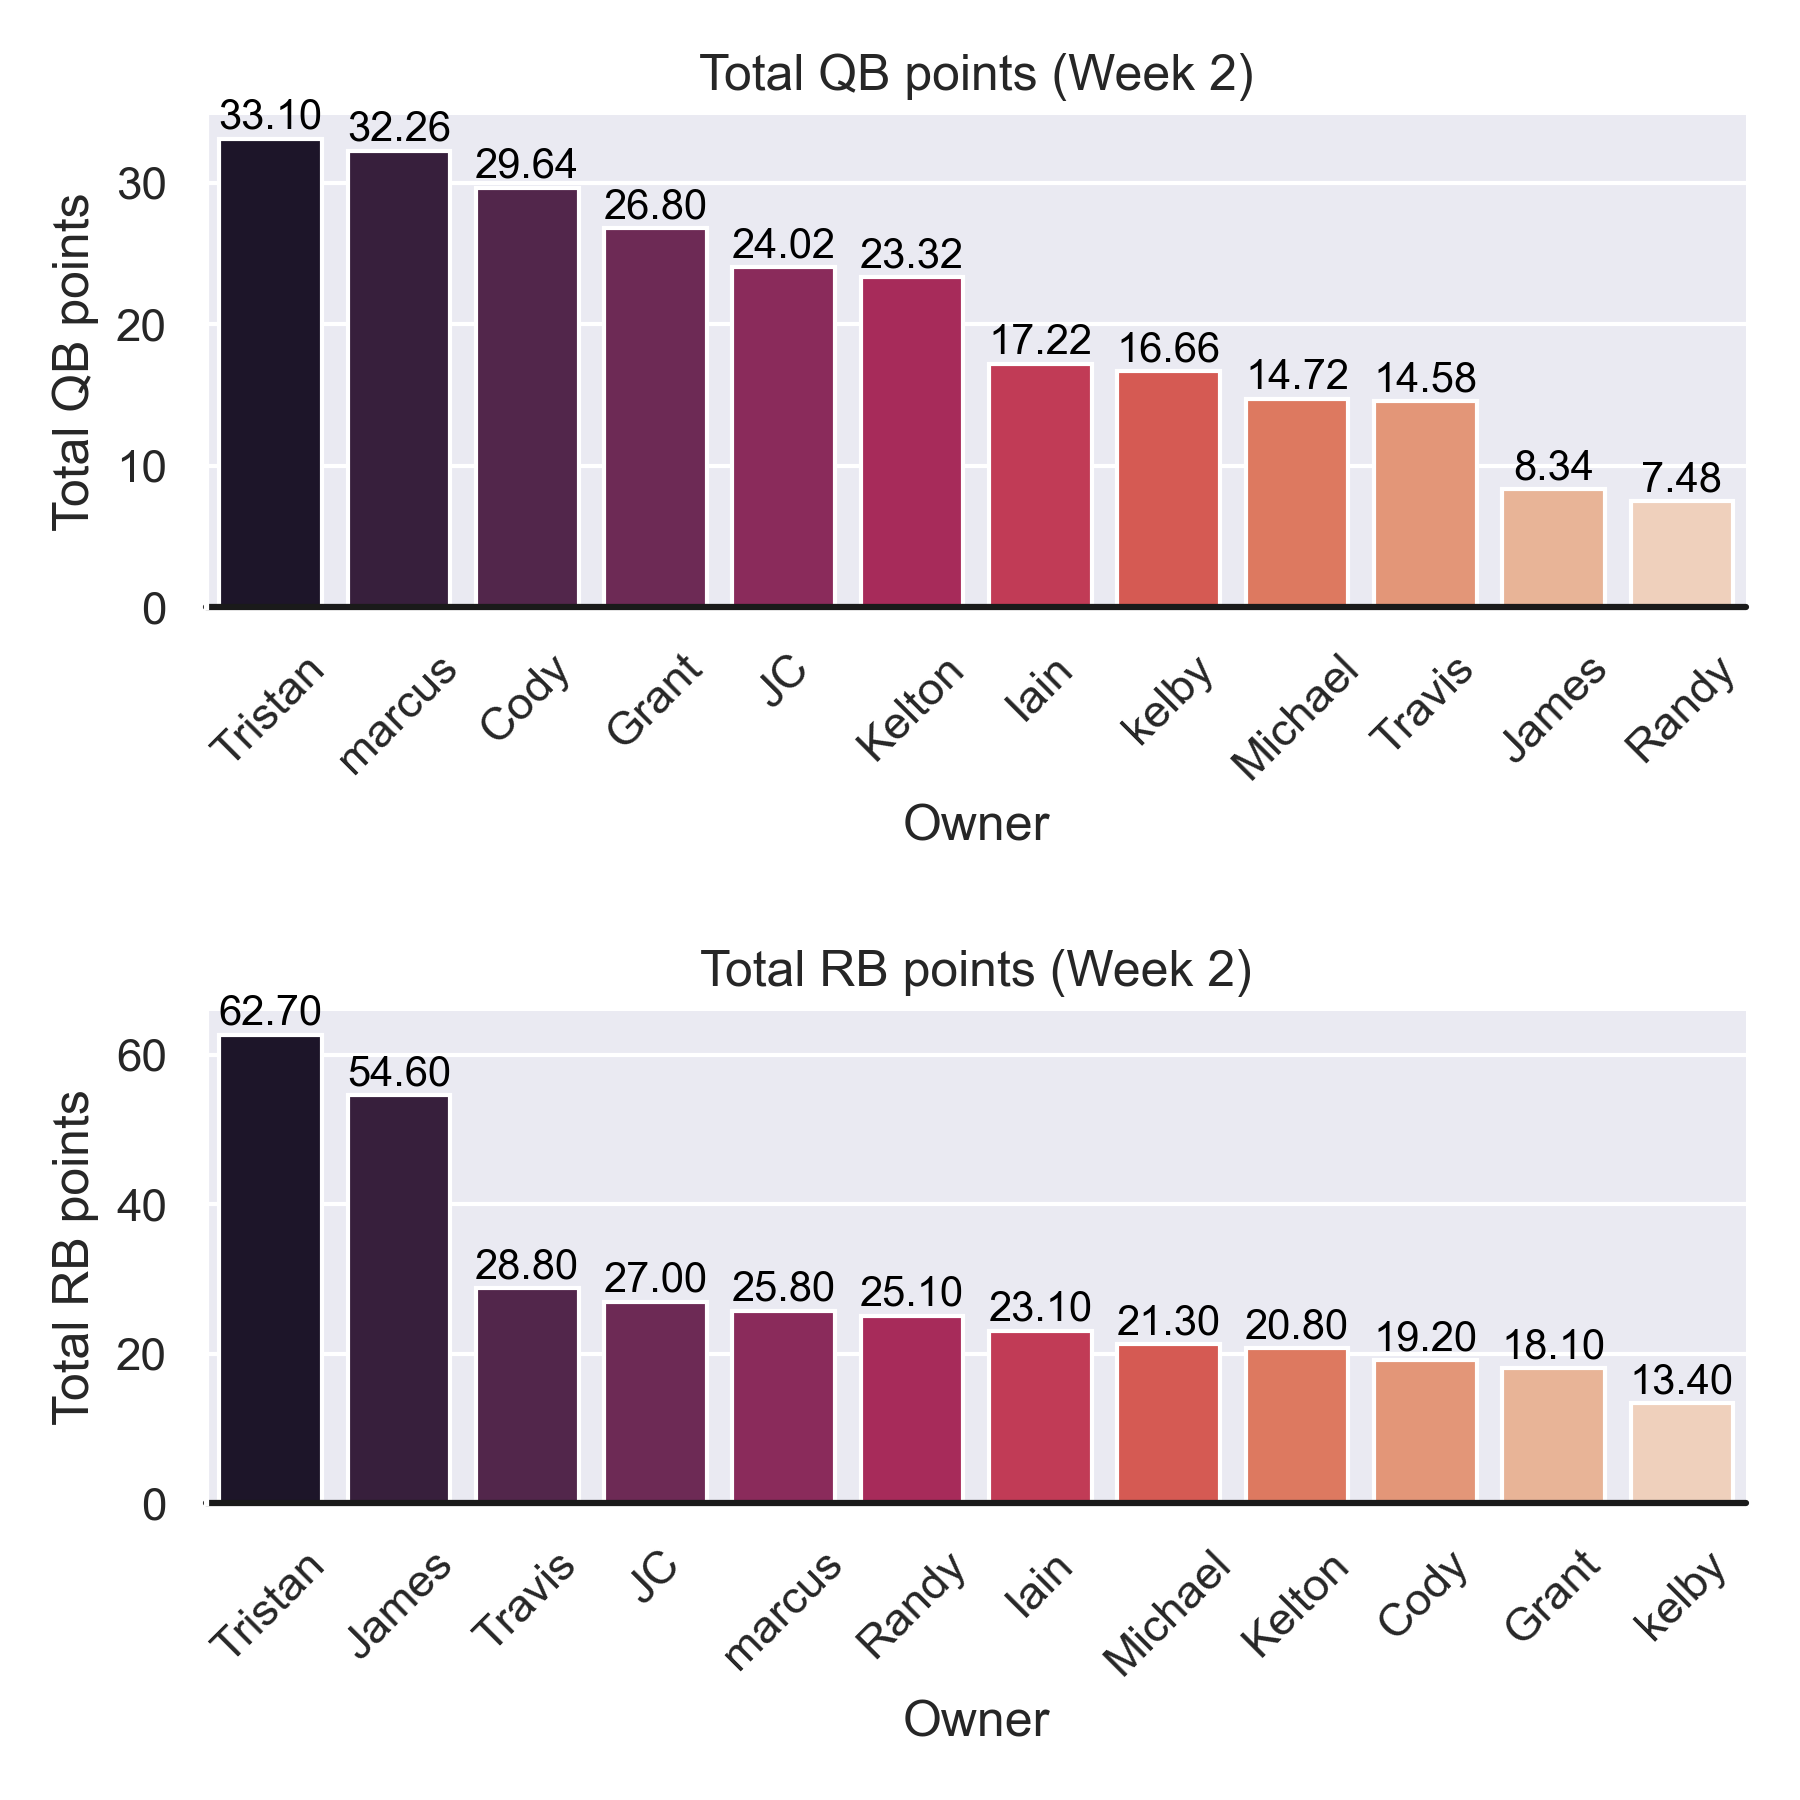 Total QB points (Week 2)
33.10 32.26 29.64 26.80 24.02 23.32 17.22 16.66 14.72 14.58 8.34 7.48
30
20
10
0
Total QB points
Tristan marcus Cody Grant JC Kelton Iain kelby Michael Travis James Randy
Owner
Total RB points (Week 2)
62.70 54.60 28.80 27.00 25.80 25.10 23.10 21.30 20.80 19.20 18.10 13.40
60
40
20
0
Total RB points
Tristan James Travis JC marcus Randy Iain Michael Kelton Cody Grant kelby
Owner